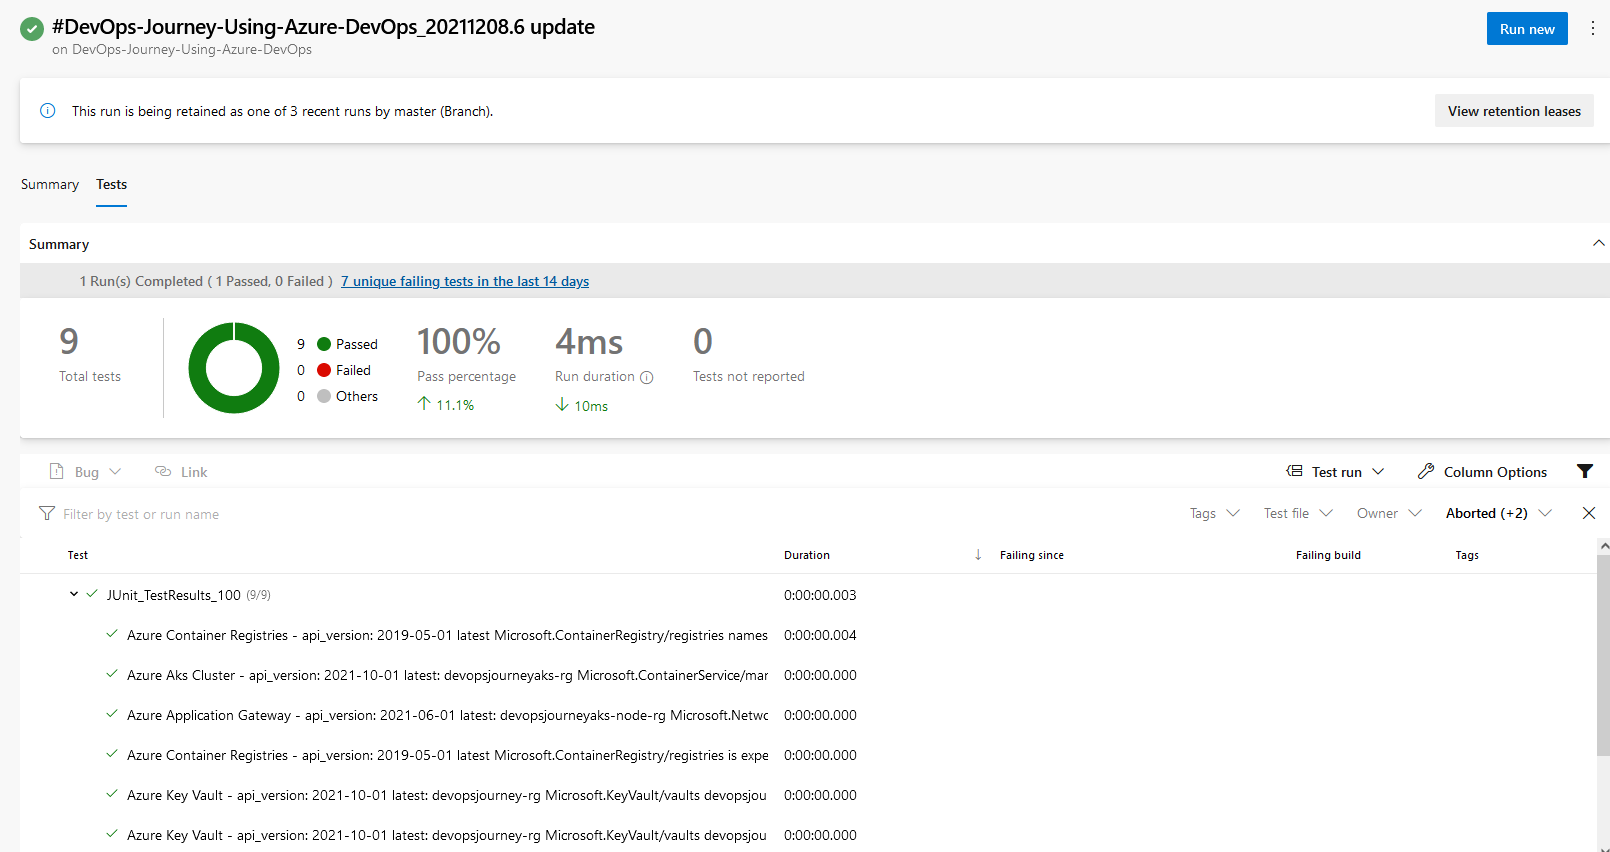 #DevOps-Journey-Using-Azure-DevOps_20211208.6 update
on DevOps-Journey-Using-Azure-DevOps
Run new
This run is being retained as one of 3 recent runs by master (Branch).
View retention leases
Summary
Tests
Summary
1 Run(s) Completed ( 1 Passed, 0 Failed ) 7 unique failing tests in the last 14 days
9
Total tests
9 Passed
0 Failed
0 Others
100%
Pass percentage
11.1%
4ms
Run duration
10ms
0
Tests not reported
Bug
Link
Test run
Column Options
Filter by test or run name
Tags
Test file
Owner
Aborted (+2)
Test Duration Failing since Failing build Tags
JUnit_TestResults_100 (9/9) 0:00:00.003
Azure Container Registries - api_version: 2019-05-01 latest Microsoft.ContainerRegistry/registries names 0:00:00.004
Azure Aks Cluster - api_version: 2021-10-01 latest: devopsjourneyaks-rg Microsoft.ContainerService/mar 0:00:00.000
Azure Application Gateway - api_version: 2021-06-01 latest: devopsjourneyaks-node-rg Microsoft.Netwo 0:00:00.000
Azure Container Registries - api_version: 2019-05-01 latest Microsoft.ContainerRegistry/registries is expe 0:00:00.000
Azure Key Vault - api_version: 2021-10-01 latest: devopsjourney-rg Microsoft.KeyVault/vaults devopsjou 0:00:00.000
Azure Key Vault - api_version: 2021-10-01 latest: devopsjourney-rg Microsoft.KeyVault/vaults devopsjou 0:00:00.000